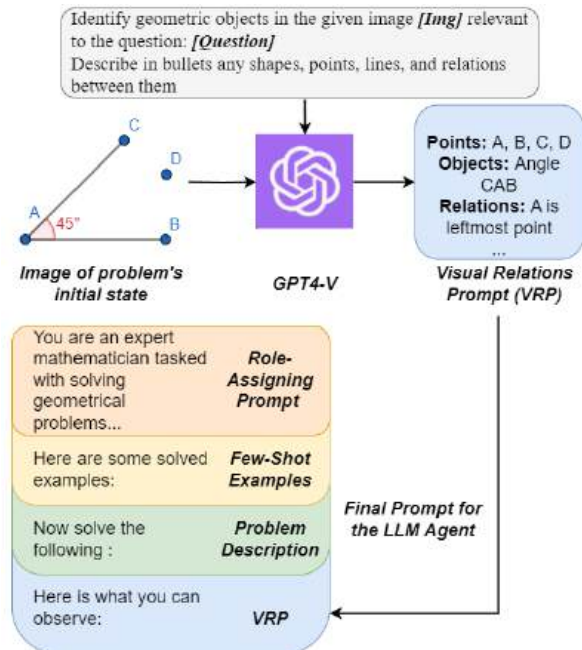 Identify geometric objects in the given image [Img] relevant
to the question: [Question]
Describe in bullets any shapes, points, lines, and relations
between them
C
D
A
45°
B
Image of problem's
initial state
GPT4-V
Points: A, B, C, D
Objects: Angle
CAB
Relations: A is
leftmost point
...
Visual Relations
Prompt (VRP)
You are an expert
mathematician tasked
with solving
geometrical
problems...
Role-
Assigning
Prompt
Here are some solved
examples:
Few-Shot
Examples
Now solve the
following :
Problem
Description
Here is what you can
observe:
VRP
Final Prompt for
the LLM Agent